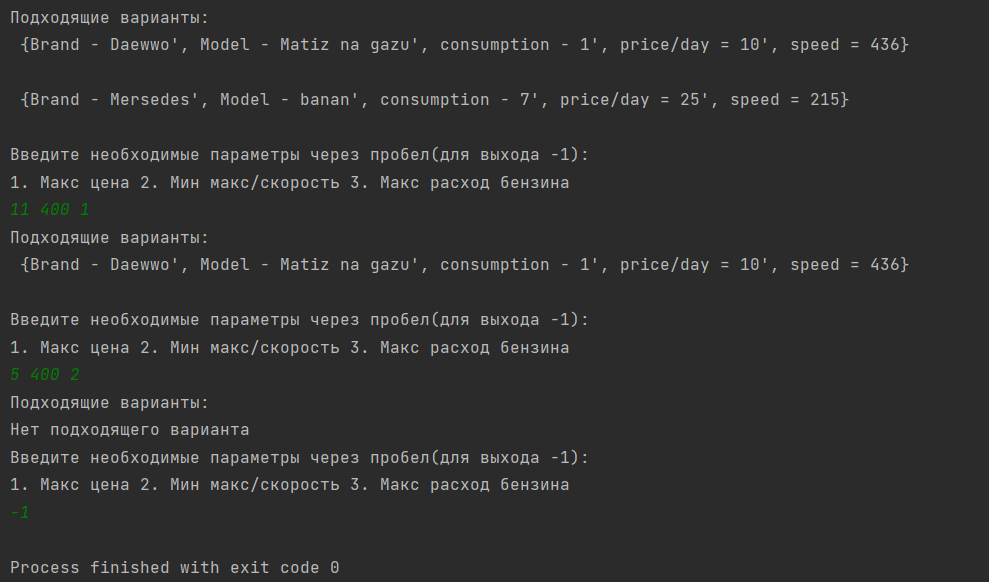 Подходящие варианты:
{Brand - Daewwo', Model - Matiz na gazu', consumption - 1', price/day = 10', speed = 436}
{Brand - Mersedes', Model - banan', consumption - 7', price/day = 25', speed = 215}
Введите необходимые параметры через пробел(для выхода -1):
1. Макс цена 2. Мин макс/скорость 3. Макс расход бензина
11 400 1
Подходящие варианты:
{Brand - Daewwo', Model - Matiz na gazu', consumption - 1', price/day = 10', speed = 436}
Введите необходимые параметры через пробел(для выхода -1):
1. Макс цена 2. Мин макс/скорость 3. Макс расход бензина
5 400 2
Подходящие варианты:
Нет подходящего варианта
Введите необходимые параметры через пробел(для выхода -1):
1. Макс цена 2. Мин макс/скорость 3. Макс расход бензина
-1
Process finished with exit code 0